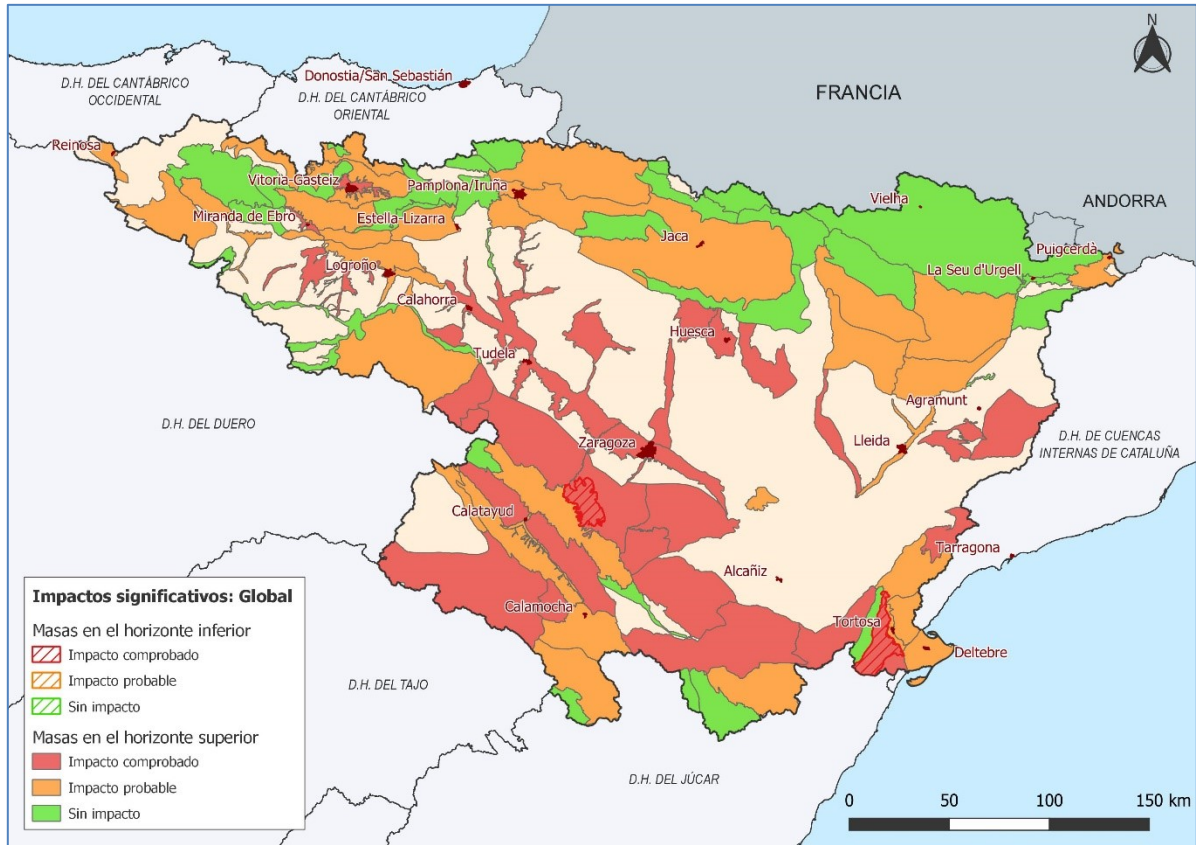 N
D.H. DEL CANTÁBRICO
OCCIDENTAL
Donostia/San Sebastián
D.H. DEL CANTÁBRICO
ORIENTAL
FRANCIA
Reinosa
Vitoria-Gasteiz
Pamplona/Iruña
Vielha
ANDORRA
Miranda de Ebro
Estella-Lizarra
Jaca
Puigcerdà
La Seu d'Urgell
Logroño
Calahorra
Huesca
Tudela
Agramunt
D.H. DEL DUERO
Zaragoza
Lleida
D.H. DE CUENCAS
INTERNAS DE CATALUÑA
Calatayud
Tarragona
Alcañiz
Calamocha
Tortosa
Deltebre
D.H. DEL TAJO
D.H. DEL JÚCAR
Impactos significativos: Global
Masas en el horizonte inferior
Impacto comprobado
Impacto probable
Sin impacto
Masas en el horizonte superior
Impacto comprobado
Impacto probable
Sin impacto
0 50 100 150 km